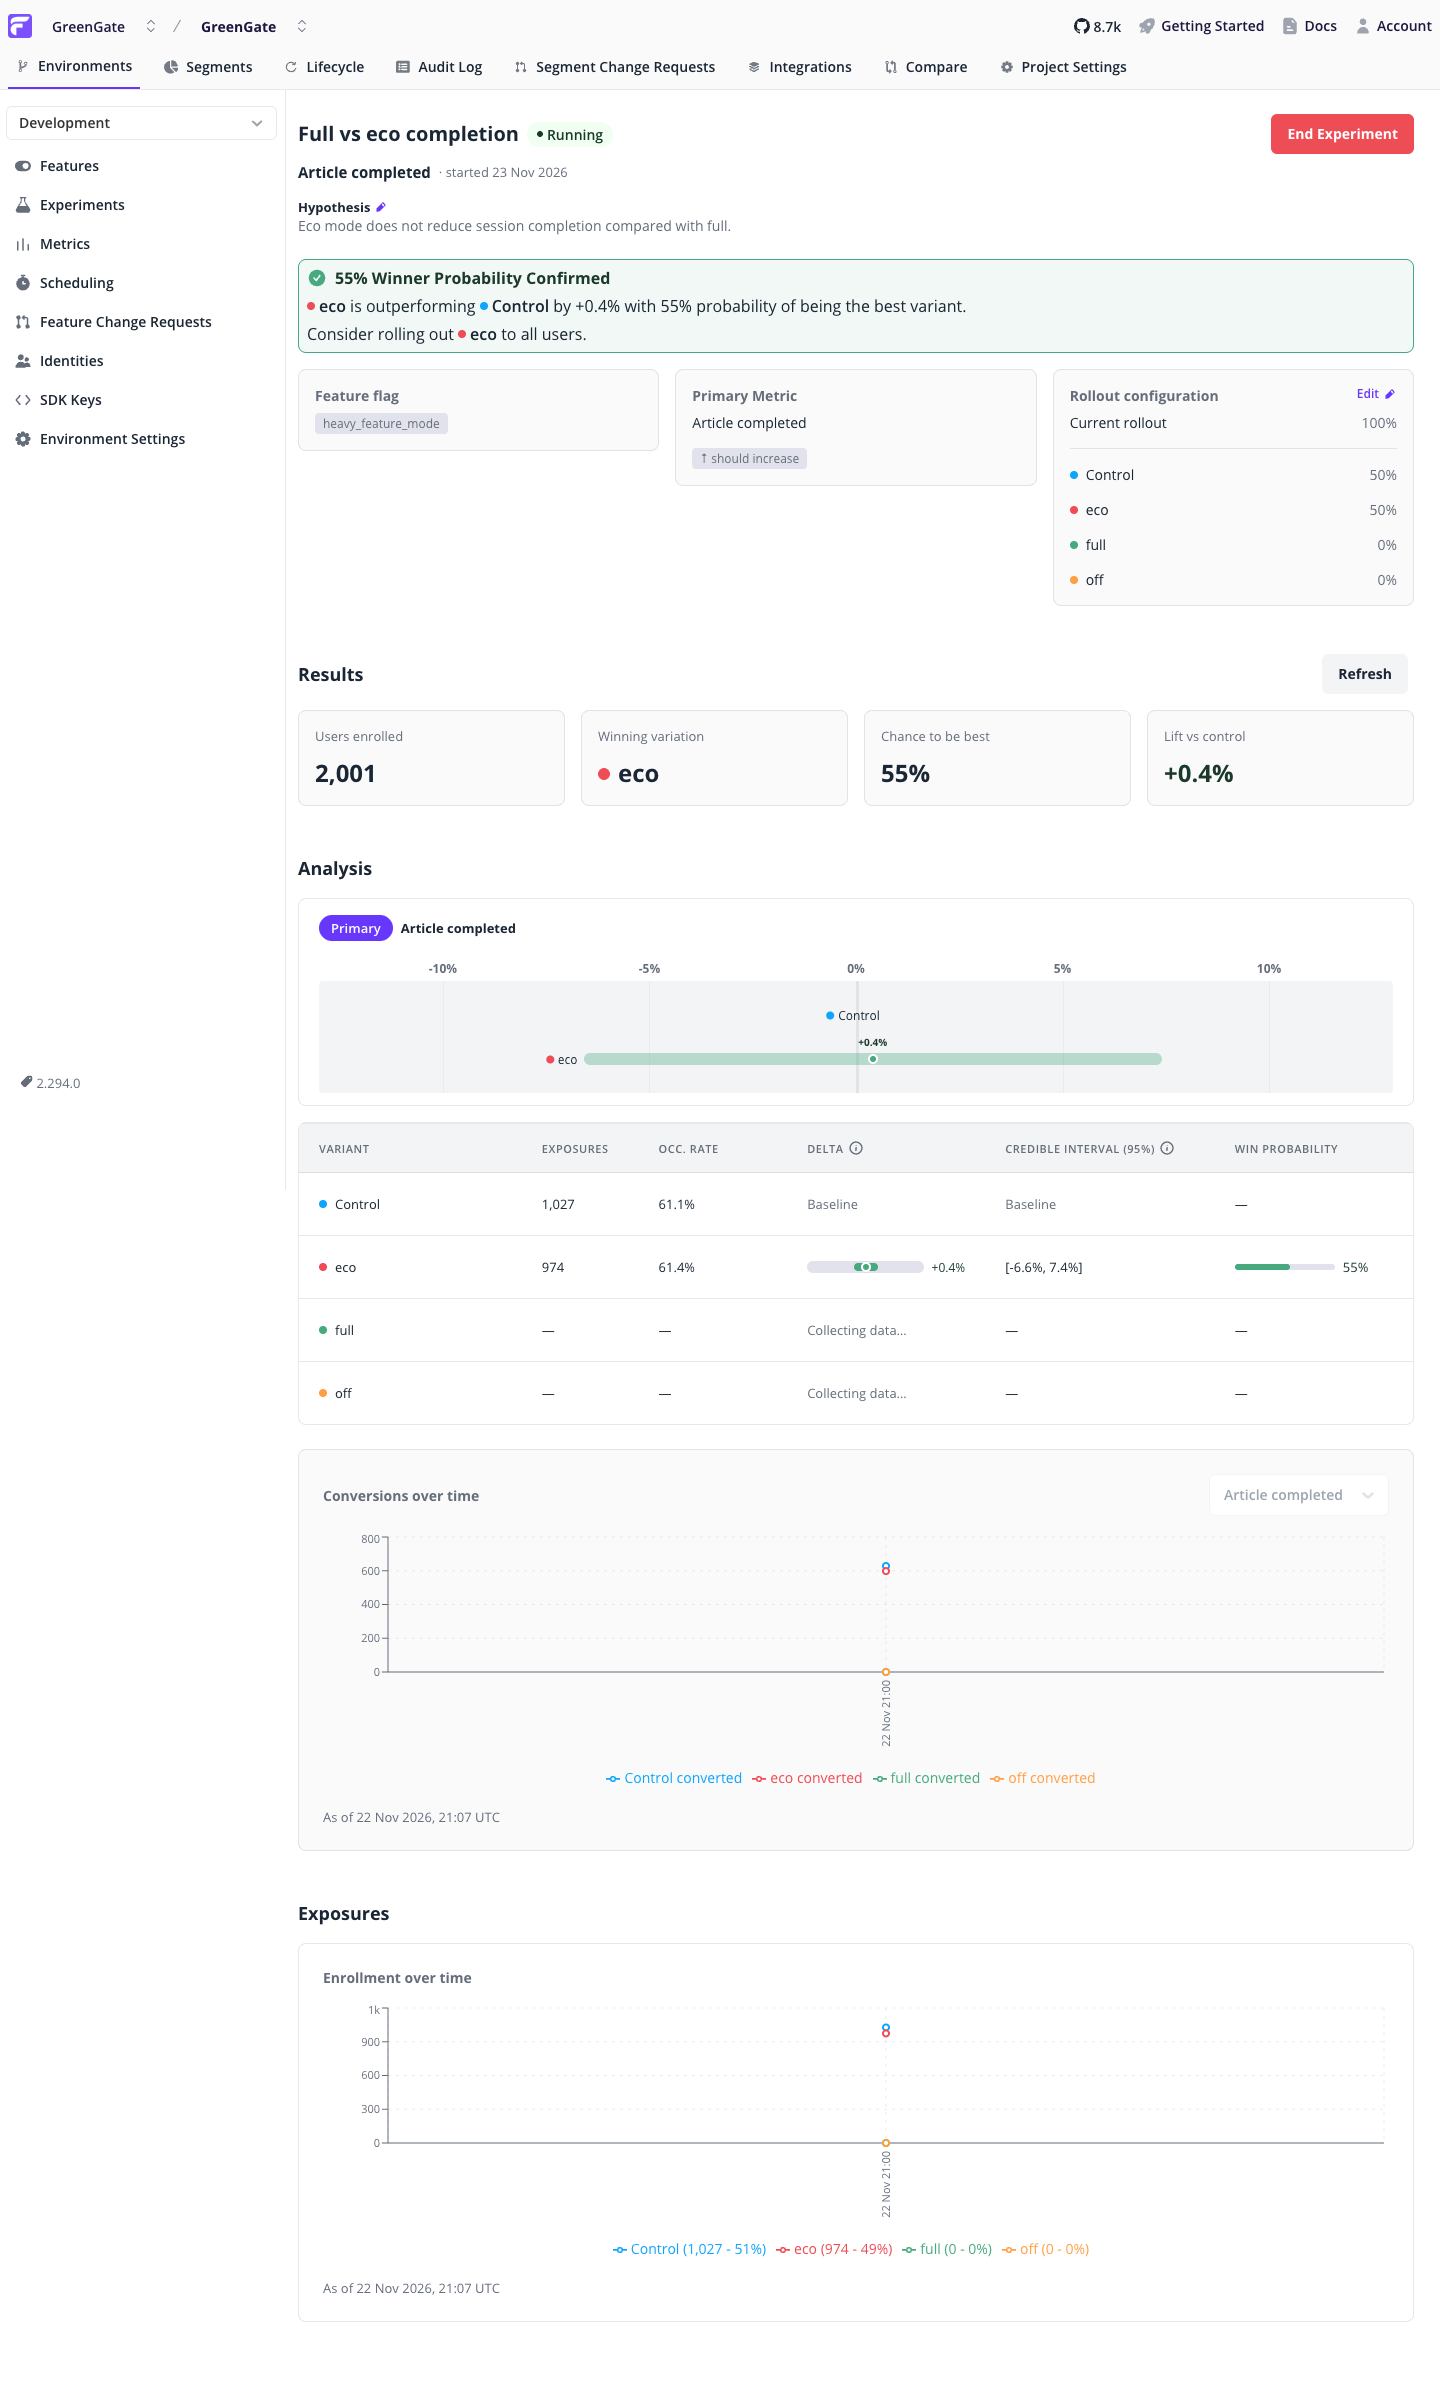 GreenGate / GreenGate
8.7k Getting Started Docs Account
Environments Segments Lifecycle Audit Log Segment Change Requests Integrations Compare Project Settings
Development
Features
Experiments
Metrics
Scheduling
Feature Change Requests
Identities
SDK Keys
Environment Settings
2.294.0
Full vs eco completion • Running
End Experiment
Article completed · started 23 Nov 2026
Hypothesis
Eco mode does not reduce session completion compared with full.
55% Winner Probability Confirmed
eco is outperforming Control by +0.4% with 55% probability of being the best variant.
Consider rolling out eco to all users.
Feature flag
heavy_feature_mode
Primary Metric
Article completed
↑ should increase
Rollout configuration Edit
Current rollout 100%
Control 50%
eco 50%
full 0%
off 0%
Results
Refresh
Users enrolled
2,001
Winning variation
eco
Chance to be best
55%
Lift vs control
+0.4%
Analysis
Primary Article completed
-10% -5% 0% 5% 10%
Control
+0.4%
eco
VARIANT EXPOSURES OCC. RATE DELTA CREDIBLE INTERVAL (95%) WIN PROBABILITY
Control 1,027 61.1% Baseline Baseline —
eco 974 61.4% +0.4% [-6.6%, 7.4%] 55%
full — — Collecting data... — —
off — — Collecting data... — —
Conversions over time
Article completed
800
600
400
200
0
22 Nov 21:00
Control converted eco converted full converted off converted
As of 22 Nov 2026, 21:07 UTC
Exposures
Enrollment over time
1k
900
600
300
0
22 Nov 21:00
Control (1,027 - 51%) eco (974 - 49%) full (0 - 0%) off (0 - 0%)
As of 22 Nov 2026, 21:07 UTC